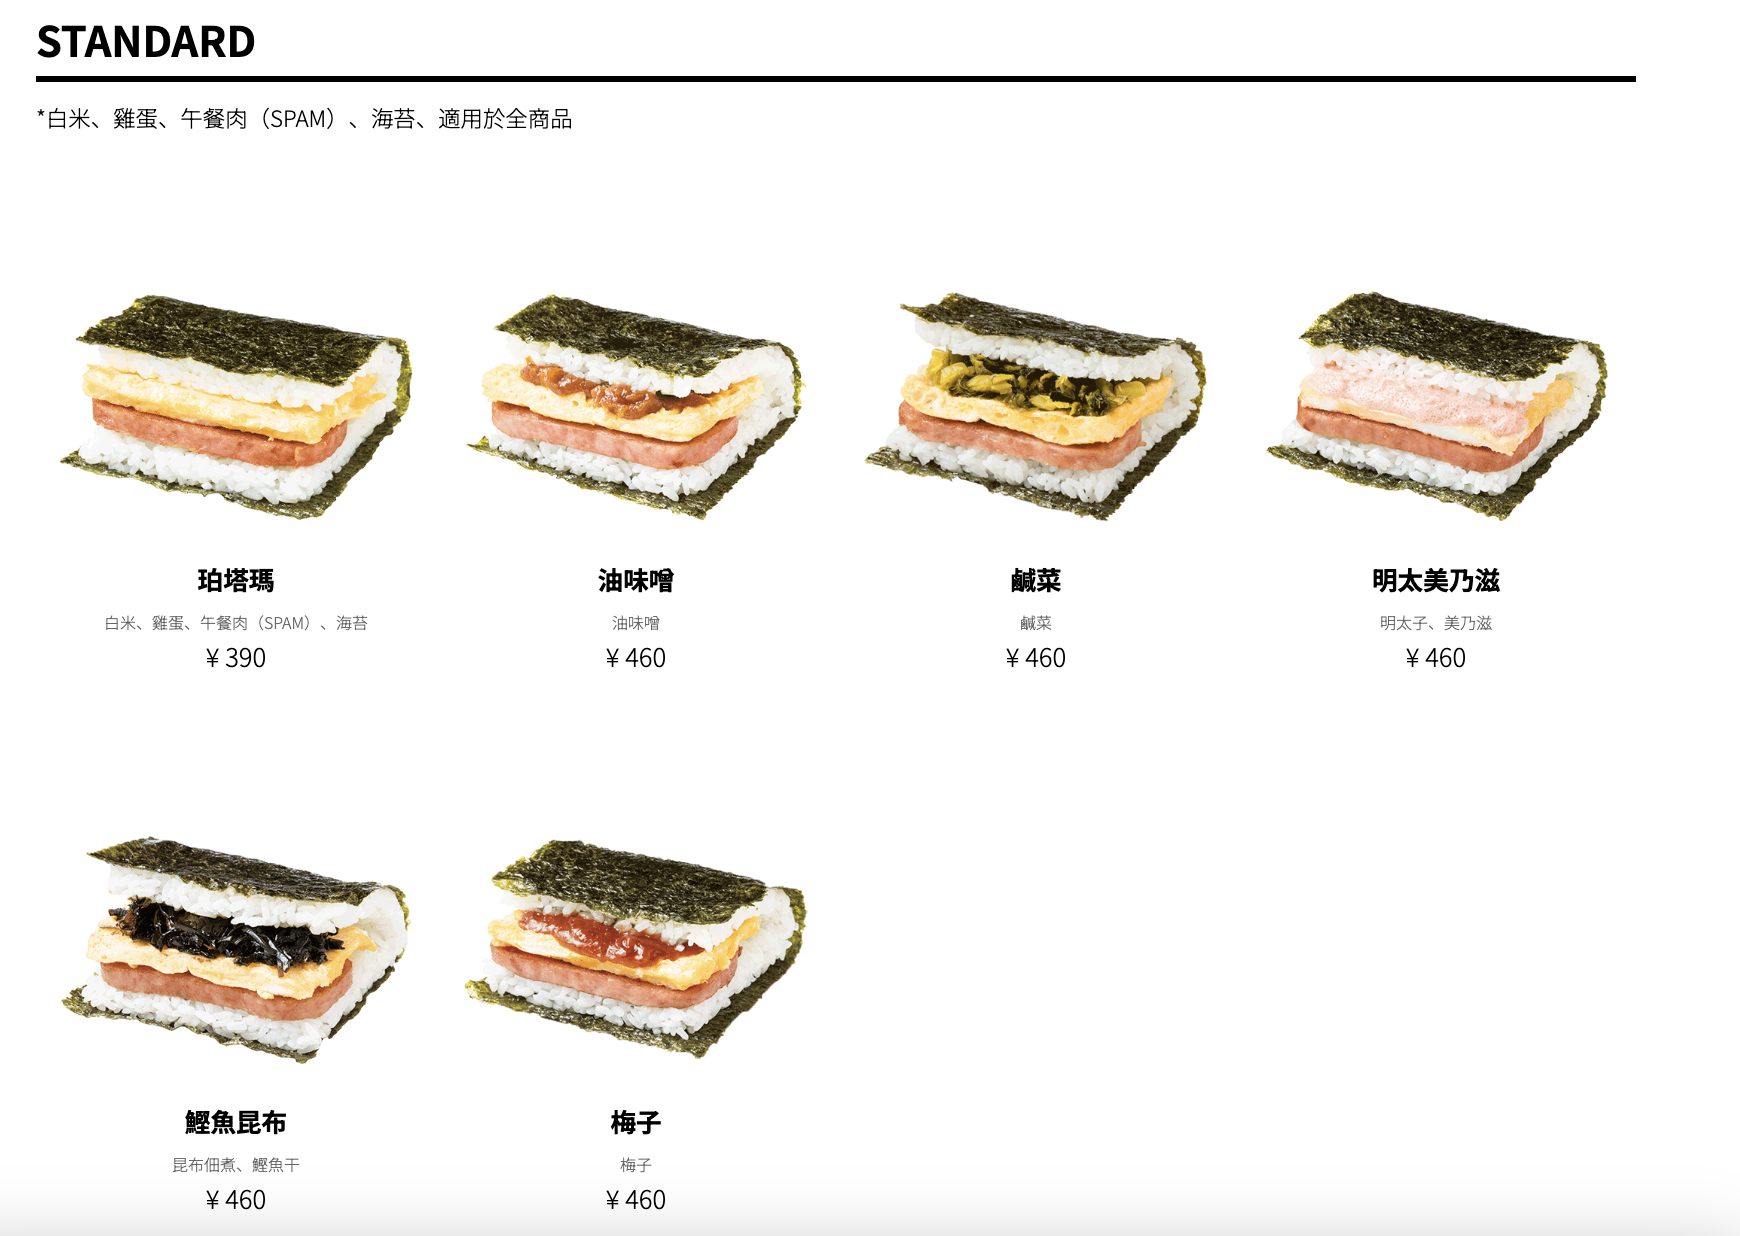 STANDARD
*白米、雞蛋、午餐肉（SPAM）、海苔、適用於全商品
珀塔瑪
白米、雞蛋、午餐肉（SPAM）、海苔
¥ 390
油味噌
油味噌
¥ 460
鹹菜
鹹菜
¥ 460
明太美乃滋
明太子、美乃滋
¥ 460
鰹魚昆布
昆布佃煮、鰹魚干
¥ 460
梅子
梅子
¥ 460